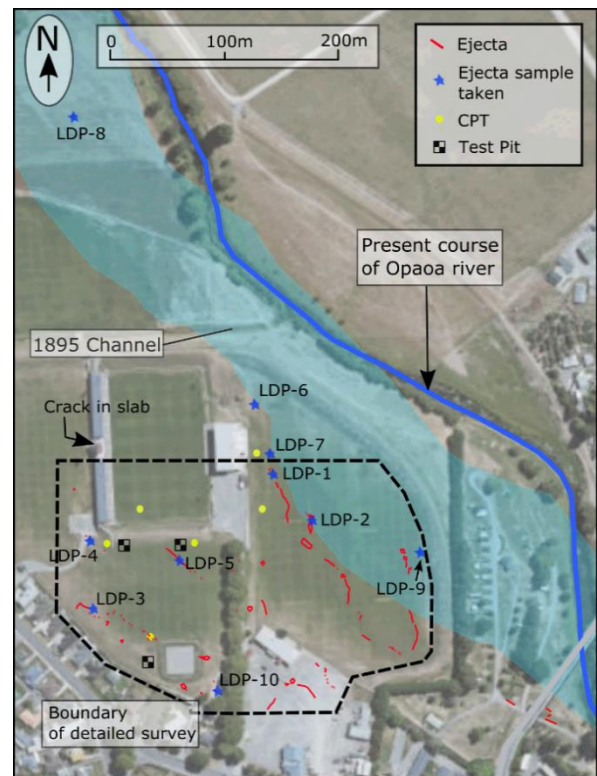 N
0 100m 200m
Ejecta
Ejecta sample
taken
CPT
Test Pit
LDP-8
Present course
of Opaoa river
1895 Channel
LDP-6
Crack in slab
LDP-7
LDP-1
LDP-2
LDP-4
LDP-5
LDP-9
LDP-3
LDP-10
Boundary
of detailed survey